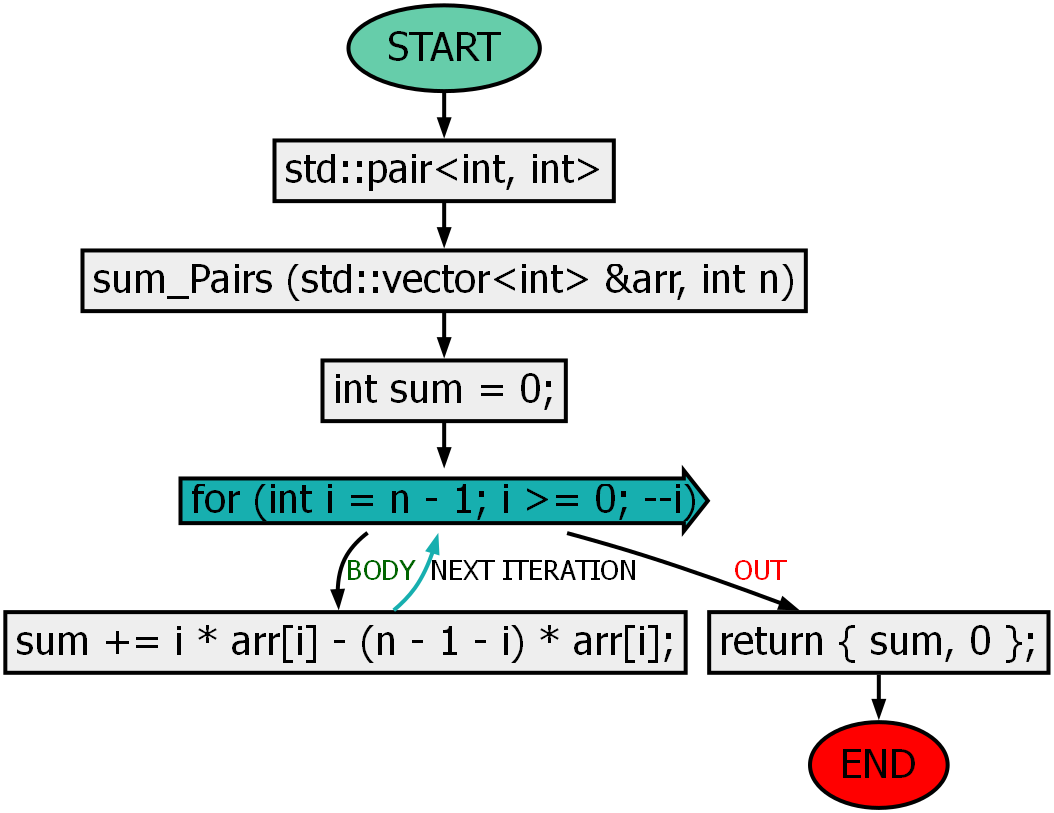 START
std::pair<int, int>
sum_Pairs (std::vector<int> &arr, int n)
int sum = 0;
for (int i = n - 1; i >= 0; --i)
BODY
NEXT ITERATION
OUT
sum += i * arr[i] - (n - 1 - i) * arr[i];
return { sum, 0 };
END